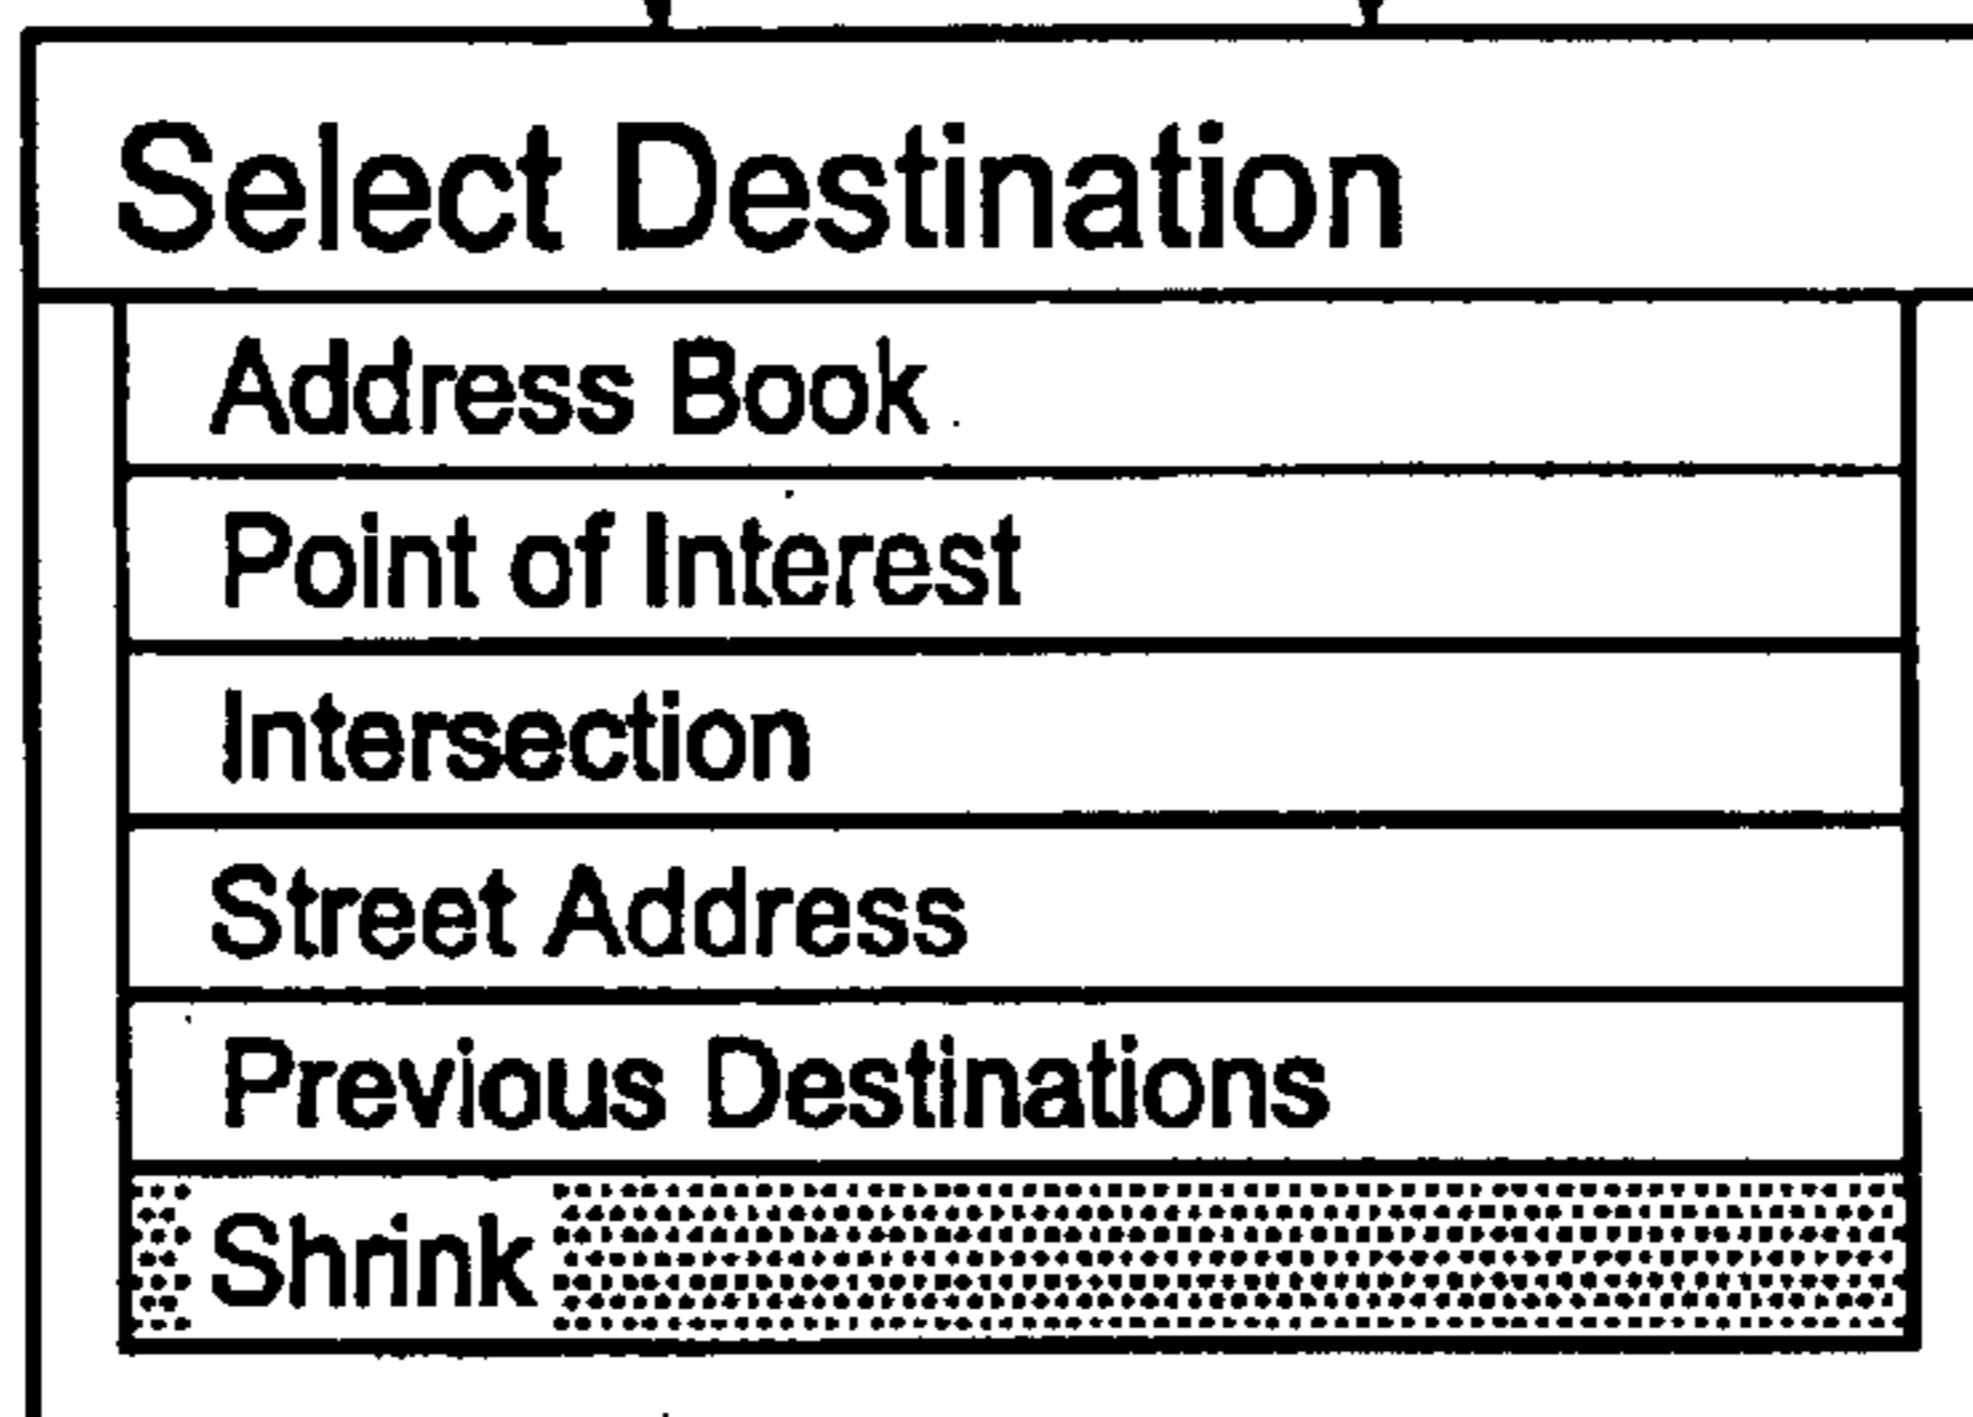 Select Destination
Address Book
Point of Interest
Intersection
Street Address
Previous Destinations
Shrink